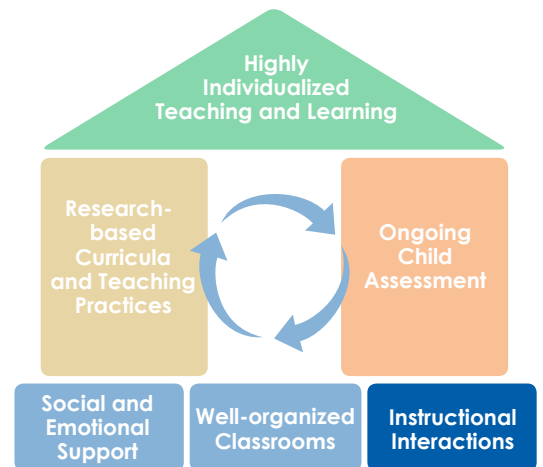 Highly
Individualized
Teaching and Learning
Research-
based
Curricula
and Teaching
Practices
Ongoing
Child
Assessment
Social and
Emotional
Support
Well-organized
Classrooms
Instructional
Interactions